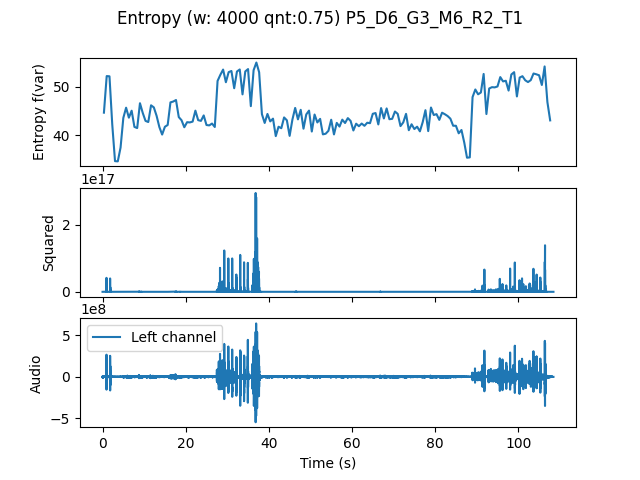 Entropy (w: 4000 qnt:0.75) P5_D6_G3_M6_R2_T1
Entropy f(var)
50
40
1e17
Squared
2
0
1e8
Audio
5
0
−5
Left channel
0 20 40 60 80 100
Time (s)